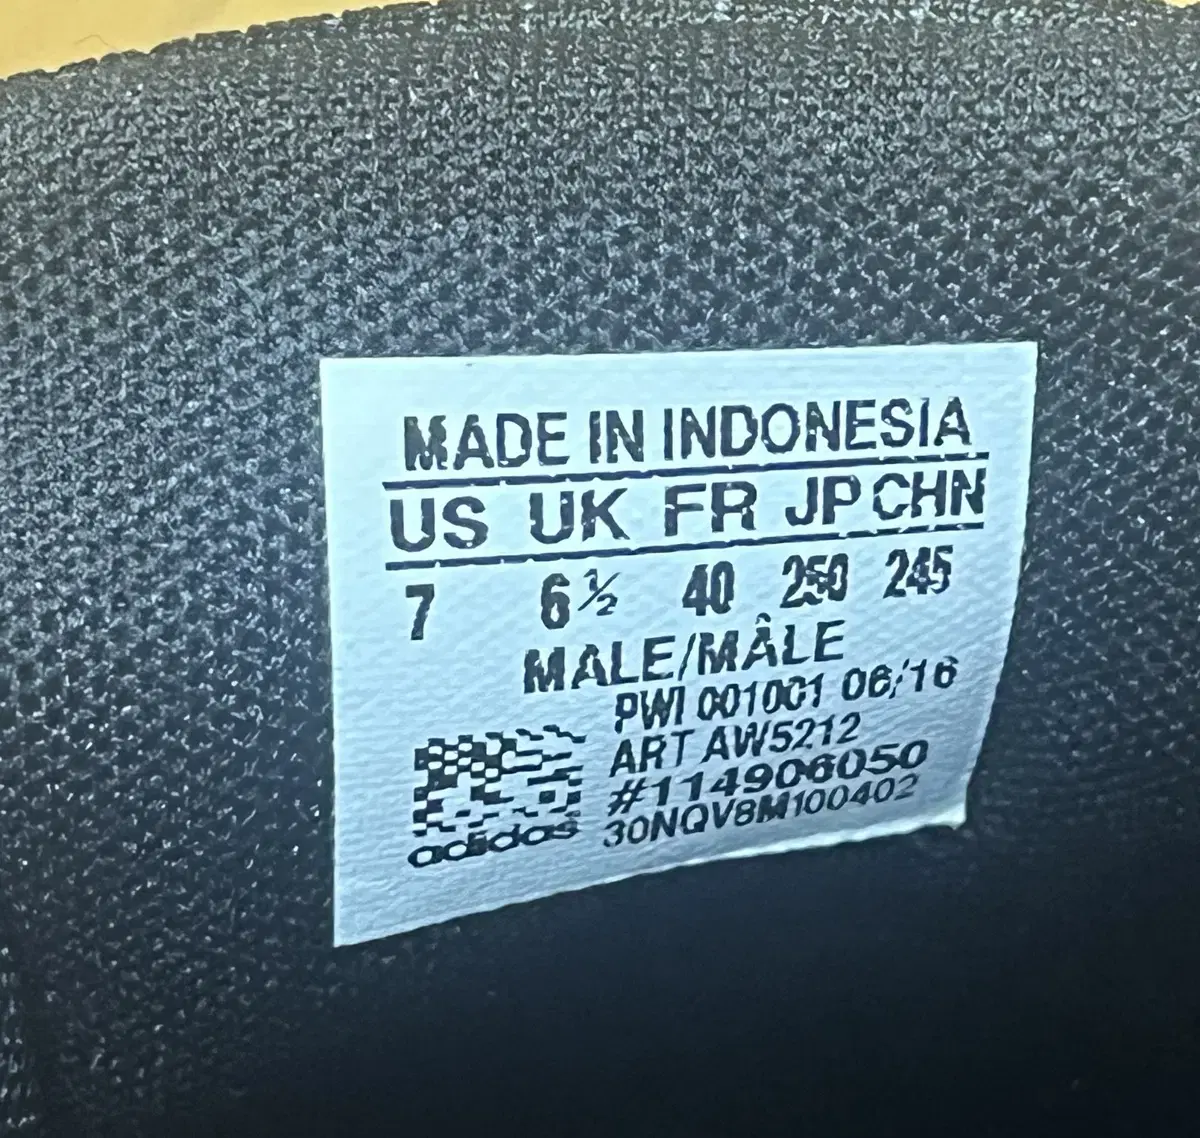 MADE IN INDONESIA
US UK FR JP CHN
7 6½ 40 250 245
MALE/MÂLE
PWI 001001 06/16
ART AW5212
#114906050
30NQV8M100402
adidas